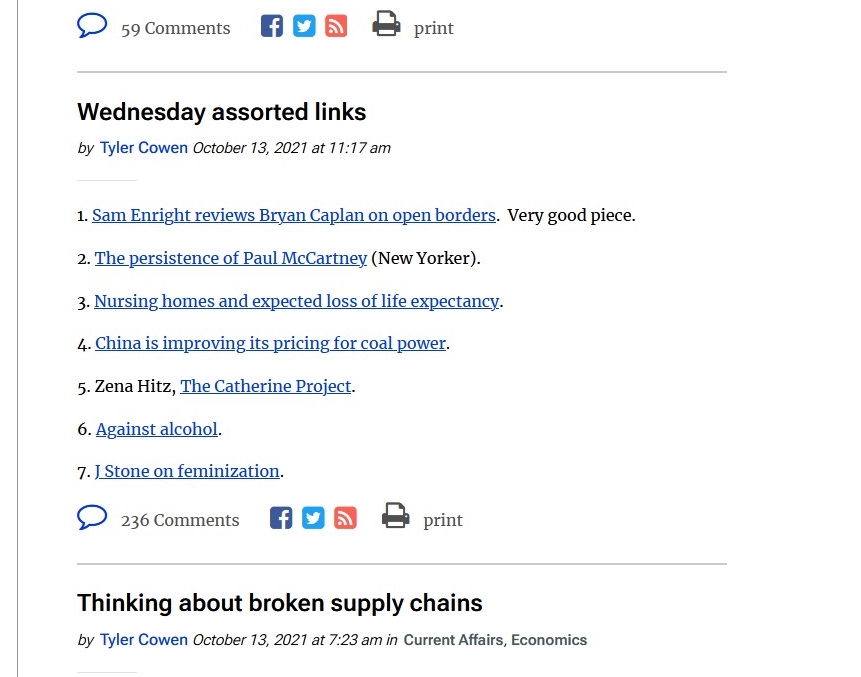 59 Comments print
Wednesday assorted links
by Tyler Cowen October 13, 2021 at 11:17 am
1. Sam Enright reviews Bryan Caplan on open borders. Very good piece.
2. The persistence of Paul McCartney (New Yorker).
3. Nursing homes and expected loss of life expectancy.
4. China is improving its pricing for coal power.
5. Zena Hitz, The Catherine Project.
6. Against alcohol.
7. J Stone on feminization.
236 Comments print
Thinking about broken supply chains
by Tyler Cowen October 13, 2021 at 7:23 am in Current Affairs, Economics